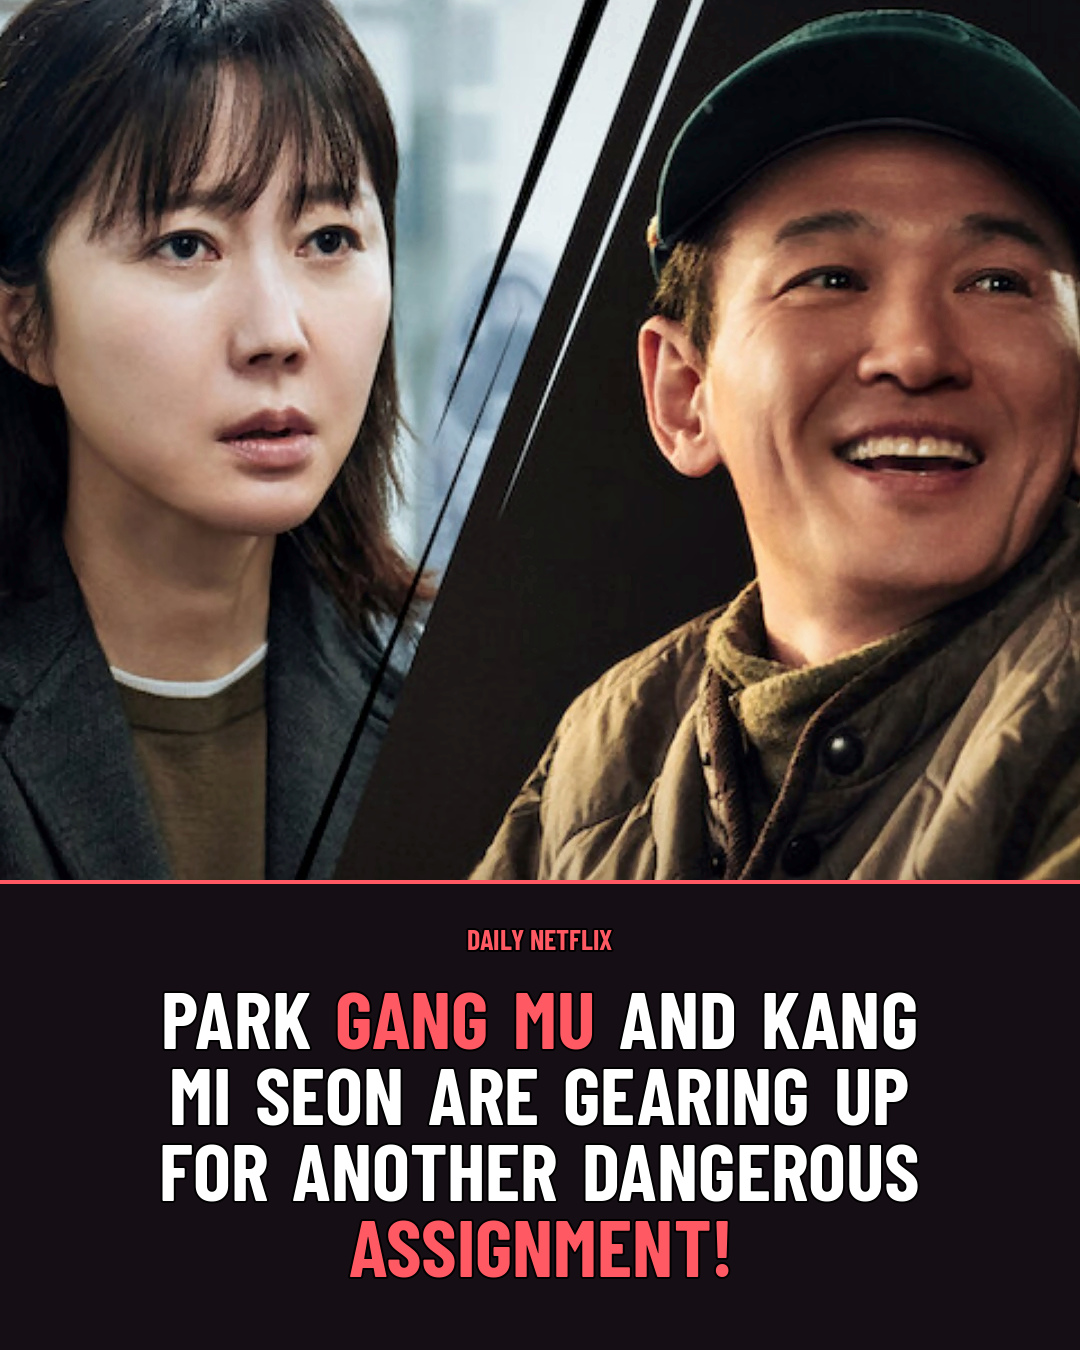 DAILY NETFLIX
PARK GANG MU AND KANG
MI SEON ARE GEARING UP
FOR ANOTHER DANGEROUS
ASSIGNMENT!